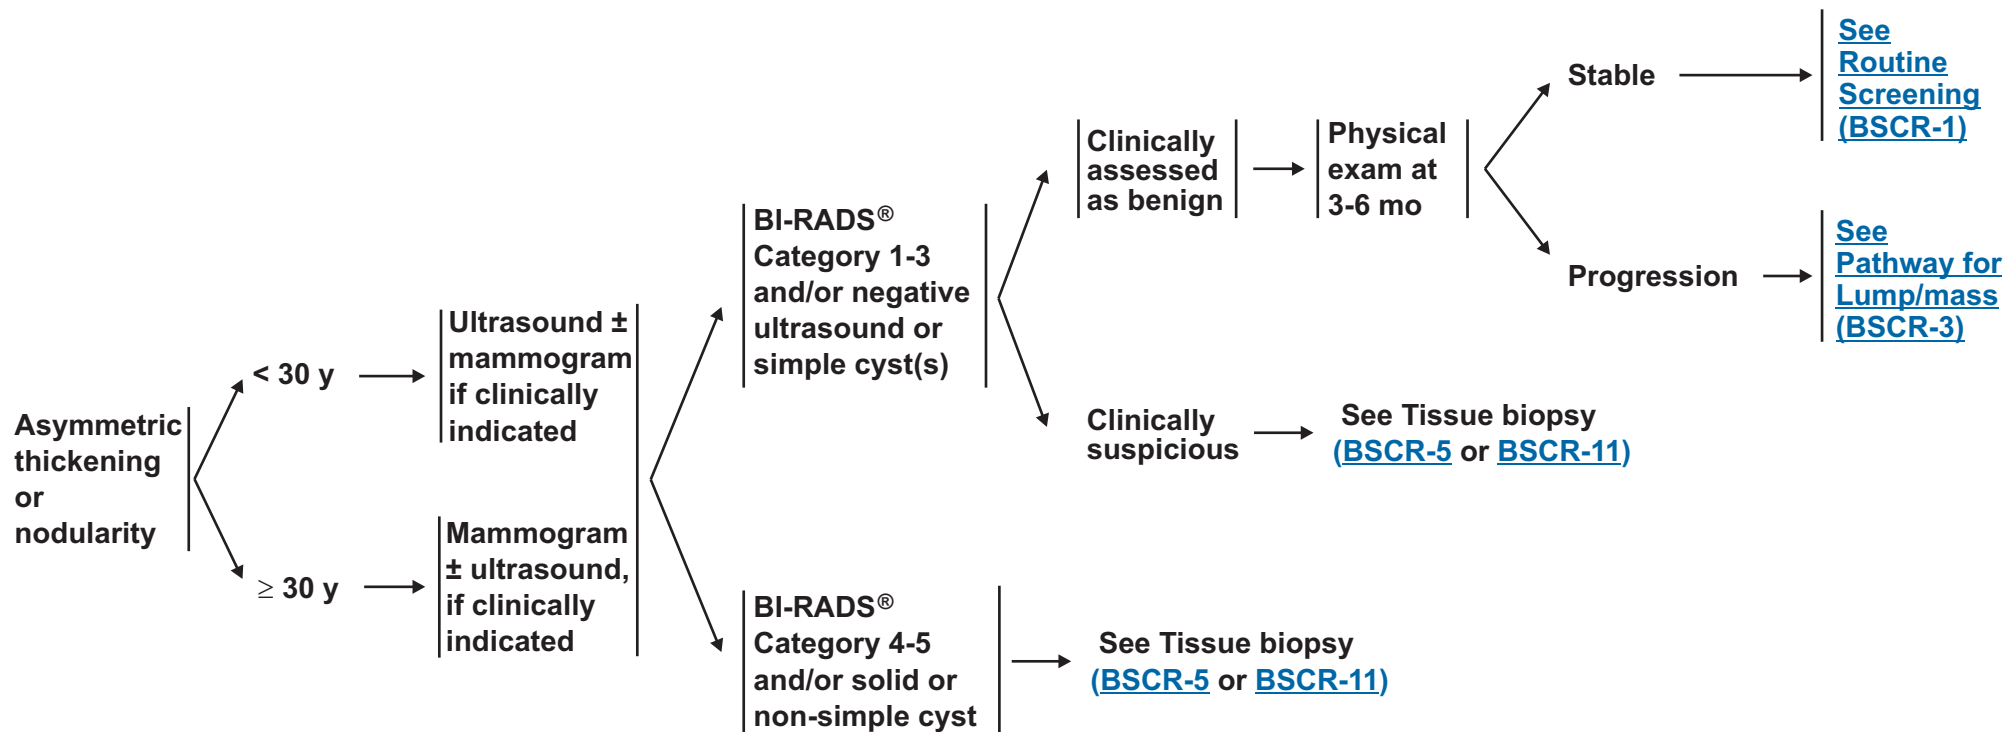 Asymmetric
thickening
or
nodularity
< 30 y
≥ 30 y
Ultrasound ±
mammogram
if clinically
indicated
Mammogram
± ultrasound,
if clinically
indicated
BI-RADS®
Category 1-3
and/or negative
ultrasound or
simple cyst(s)
BI-RADS®
Category 4-5
and/or solid or
non-simple cyst
Clinically
assessed
as benign
Physical
exam at
3-6 mo
Stable
See
Routine
Screening
(BSCR-1)
Progression
See
Pathway for
Lump/mass
(BSCR-3)
Clinically
suspicious
See Tissue biopsy
(BSCR-5 or BSCR-11)
See Tissue biopsy
(BSCR-5 or BSCR-11)